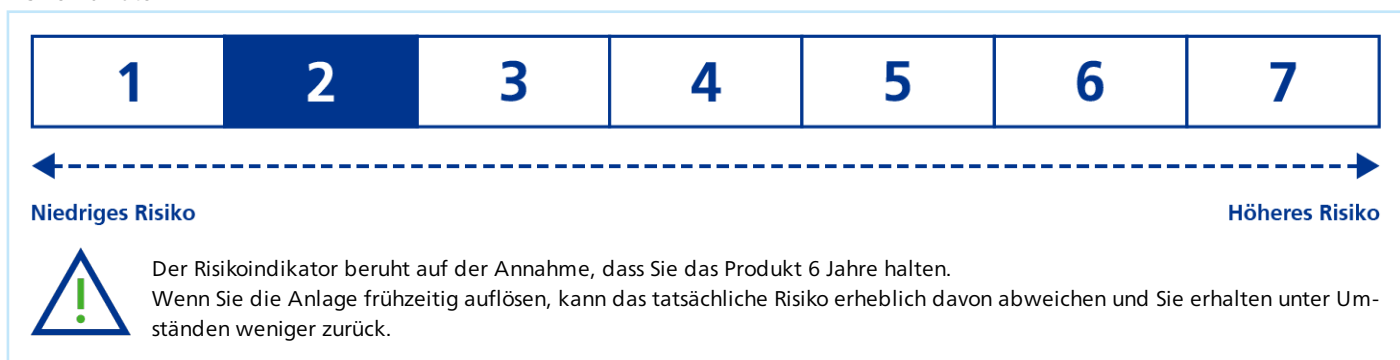 1 2 3 4 5 6 7
Niedriges Risiko Höheres Risiko
Der Risikoindikator beruht auf der Annahme, dass Sie das Produkt 6 Jahre halten.
Wenn Sie die Anlage frühzeitig auflösen, kann das tatsächliche Risiko erheblich davon abweichen und Sie erhalten unter Um-
ständen weniger zurück.